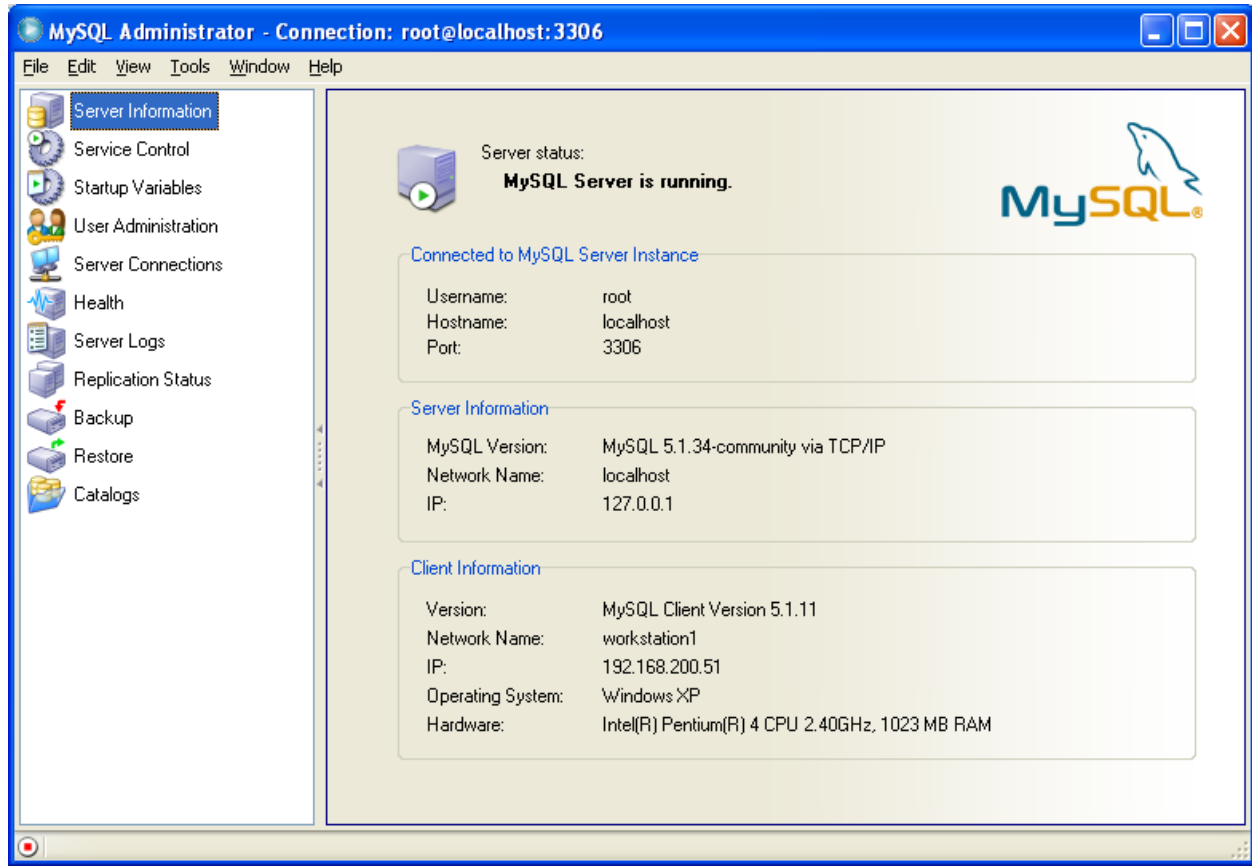 MySQL Administrator - Connection: root@localhost:3306
File Edit View Tools Window Help
Server Information
Service Control
Startup Variables
User Administration
Server Connections
Health
Server Logs
Replication Status
Backup
Restore
Catalogs
Server status:
MySQL Server is running.
MySQL®
Connected to MySQL Server Instance
Username: root
Hostname: localhost
Port: 3306
Server Information
MySQL Version: MySQL 5.1.34-community via TCP/IP
Network Name: localhost
IP: 127.0.0.1
Client Information
Version: MySQL Client Version 5.1.11
Network Name: workstation1
IP: 192.168.200.51
Operating System: Windows XP
Hardware: Intel(R) Pentium(R) 4 CPU 2.40GHz, 1023 MB RAM